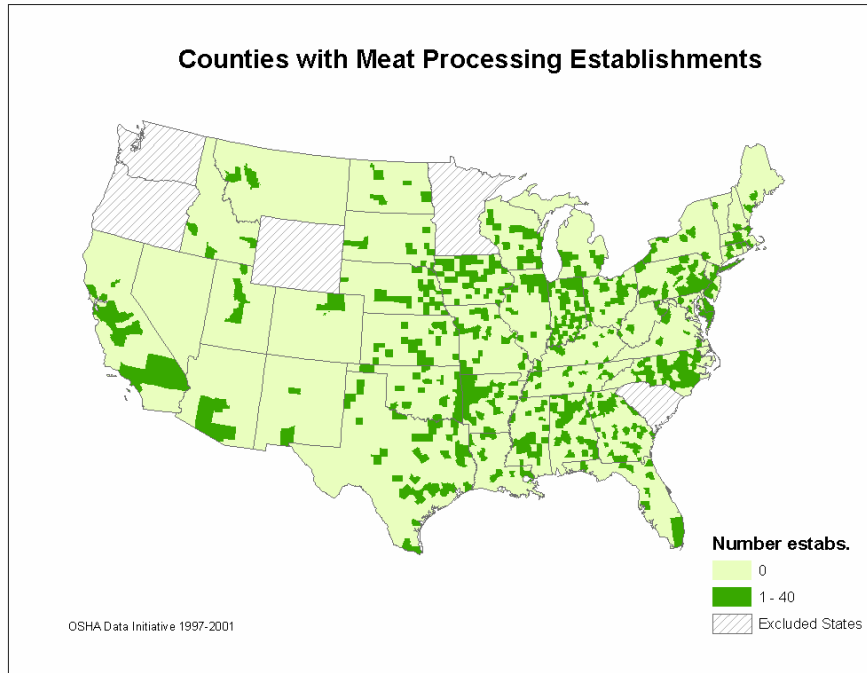 Counties with Meat Processing Establishments
Number estabs.
0
1 - 40
Excluded States
OSHA Data Initiative 1997-2001